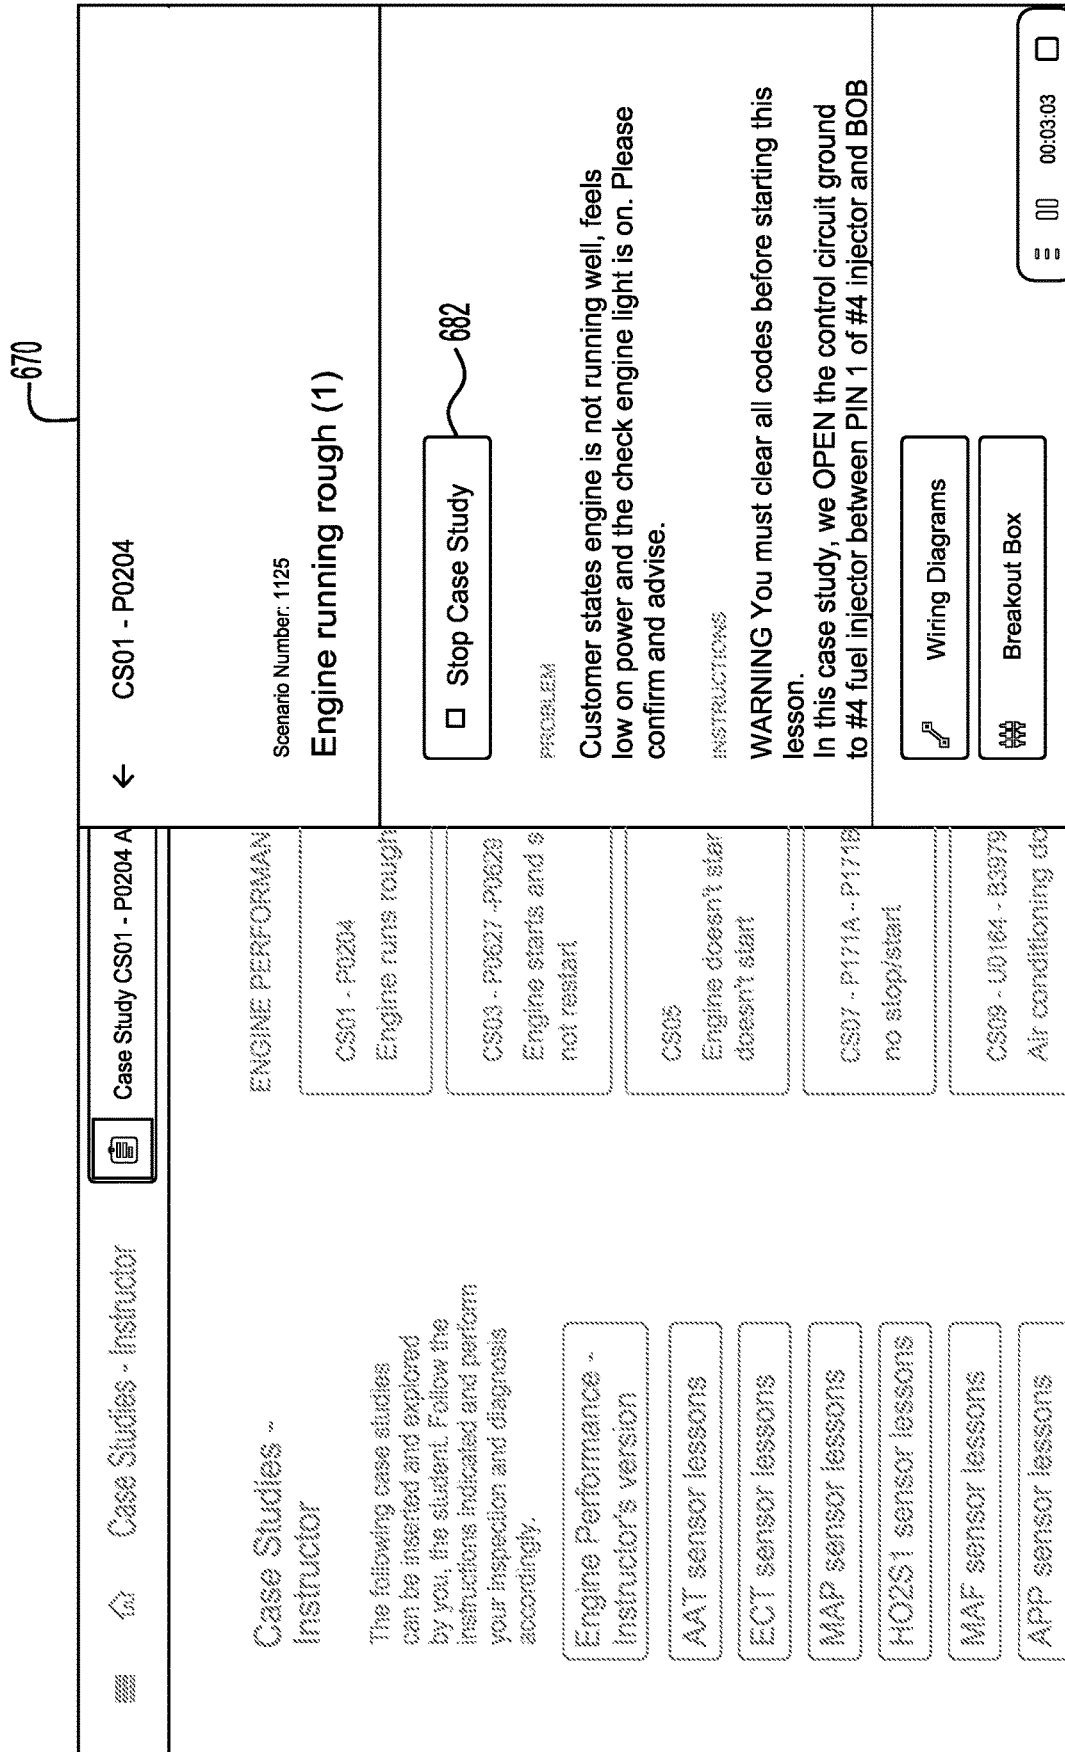 670
Case Studies - Instructor
Case Study CS01 - P0204 A
Case Studies -
Instructor
The following case studies
can be inserted and explored
by you, the student. Follow the
instructions indicated and perform
your inspection and diagnosis
accordingly.
Engine Performance -
Instructor's version
AAT sensor lessons
ECT sensor lessons
MAP sensor lessons
HO2S1 sensor lessons
MAF sensor lessons
APP sensor lessons
ENGINE PERFORMAN
CS01 - P0204
Engine runs rough
CS03 - P0627 -P0629
Engine starts and s
not restart
CS05
Engine doesn't star
doesn't start
CS07 - P171A - P171B
no stop/start
CS09 - U0164 - B3979
Air conditioning do
← CS01 - P0204
Scenario Number: 1125
Engine running rough (1)
Stop Case Study
682
PROBLEM
Customer states engine is not running well, feels
low on power and the check engine light is on. Please
confirm and advise.
INSTRUCTIONS
WARNING You must clear all codes before starting this
lesson.
In this case study, we OPEN the control circuit ground
to #4 fuel injector between PIN 1 of #4 injector and BOB
Wiring Diagrams
Breakout Box
00:03:03